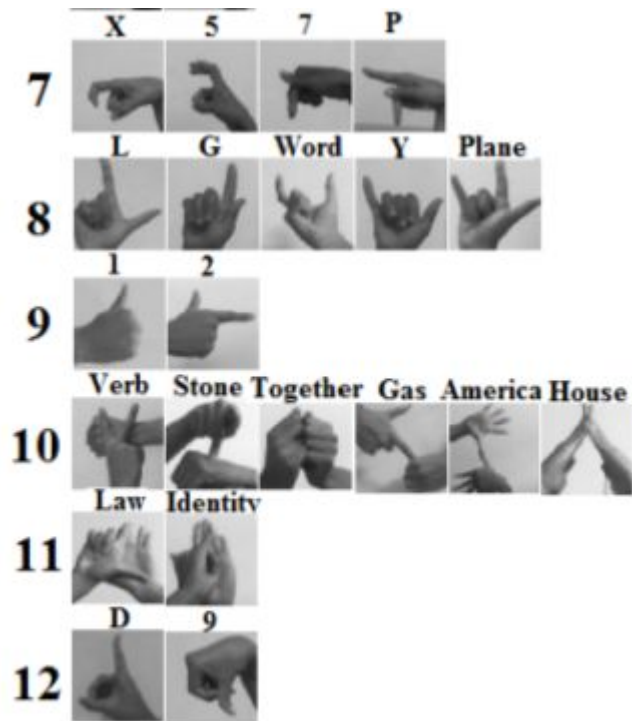 X 5 7 P
7
L G Word Y Plane
8
1 2
9
Verb Stone Together Gas America House
10
Law Identity
11
D 9
12